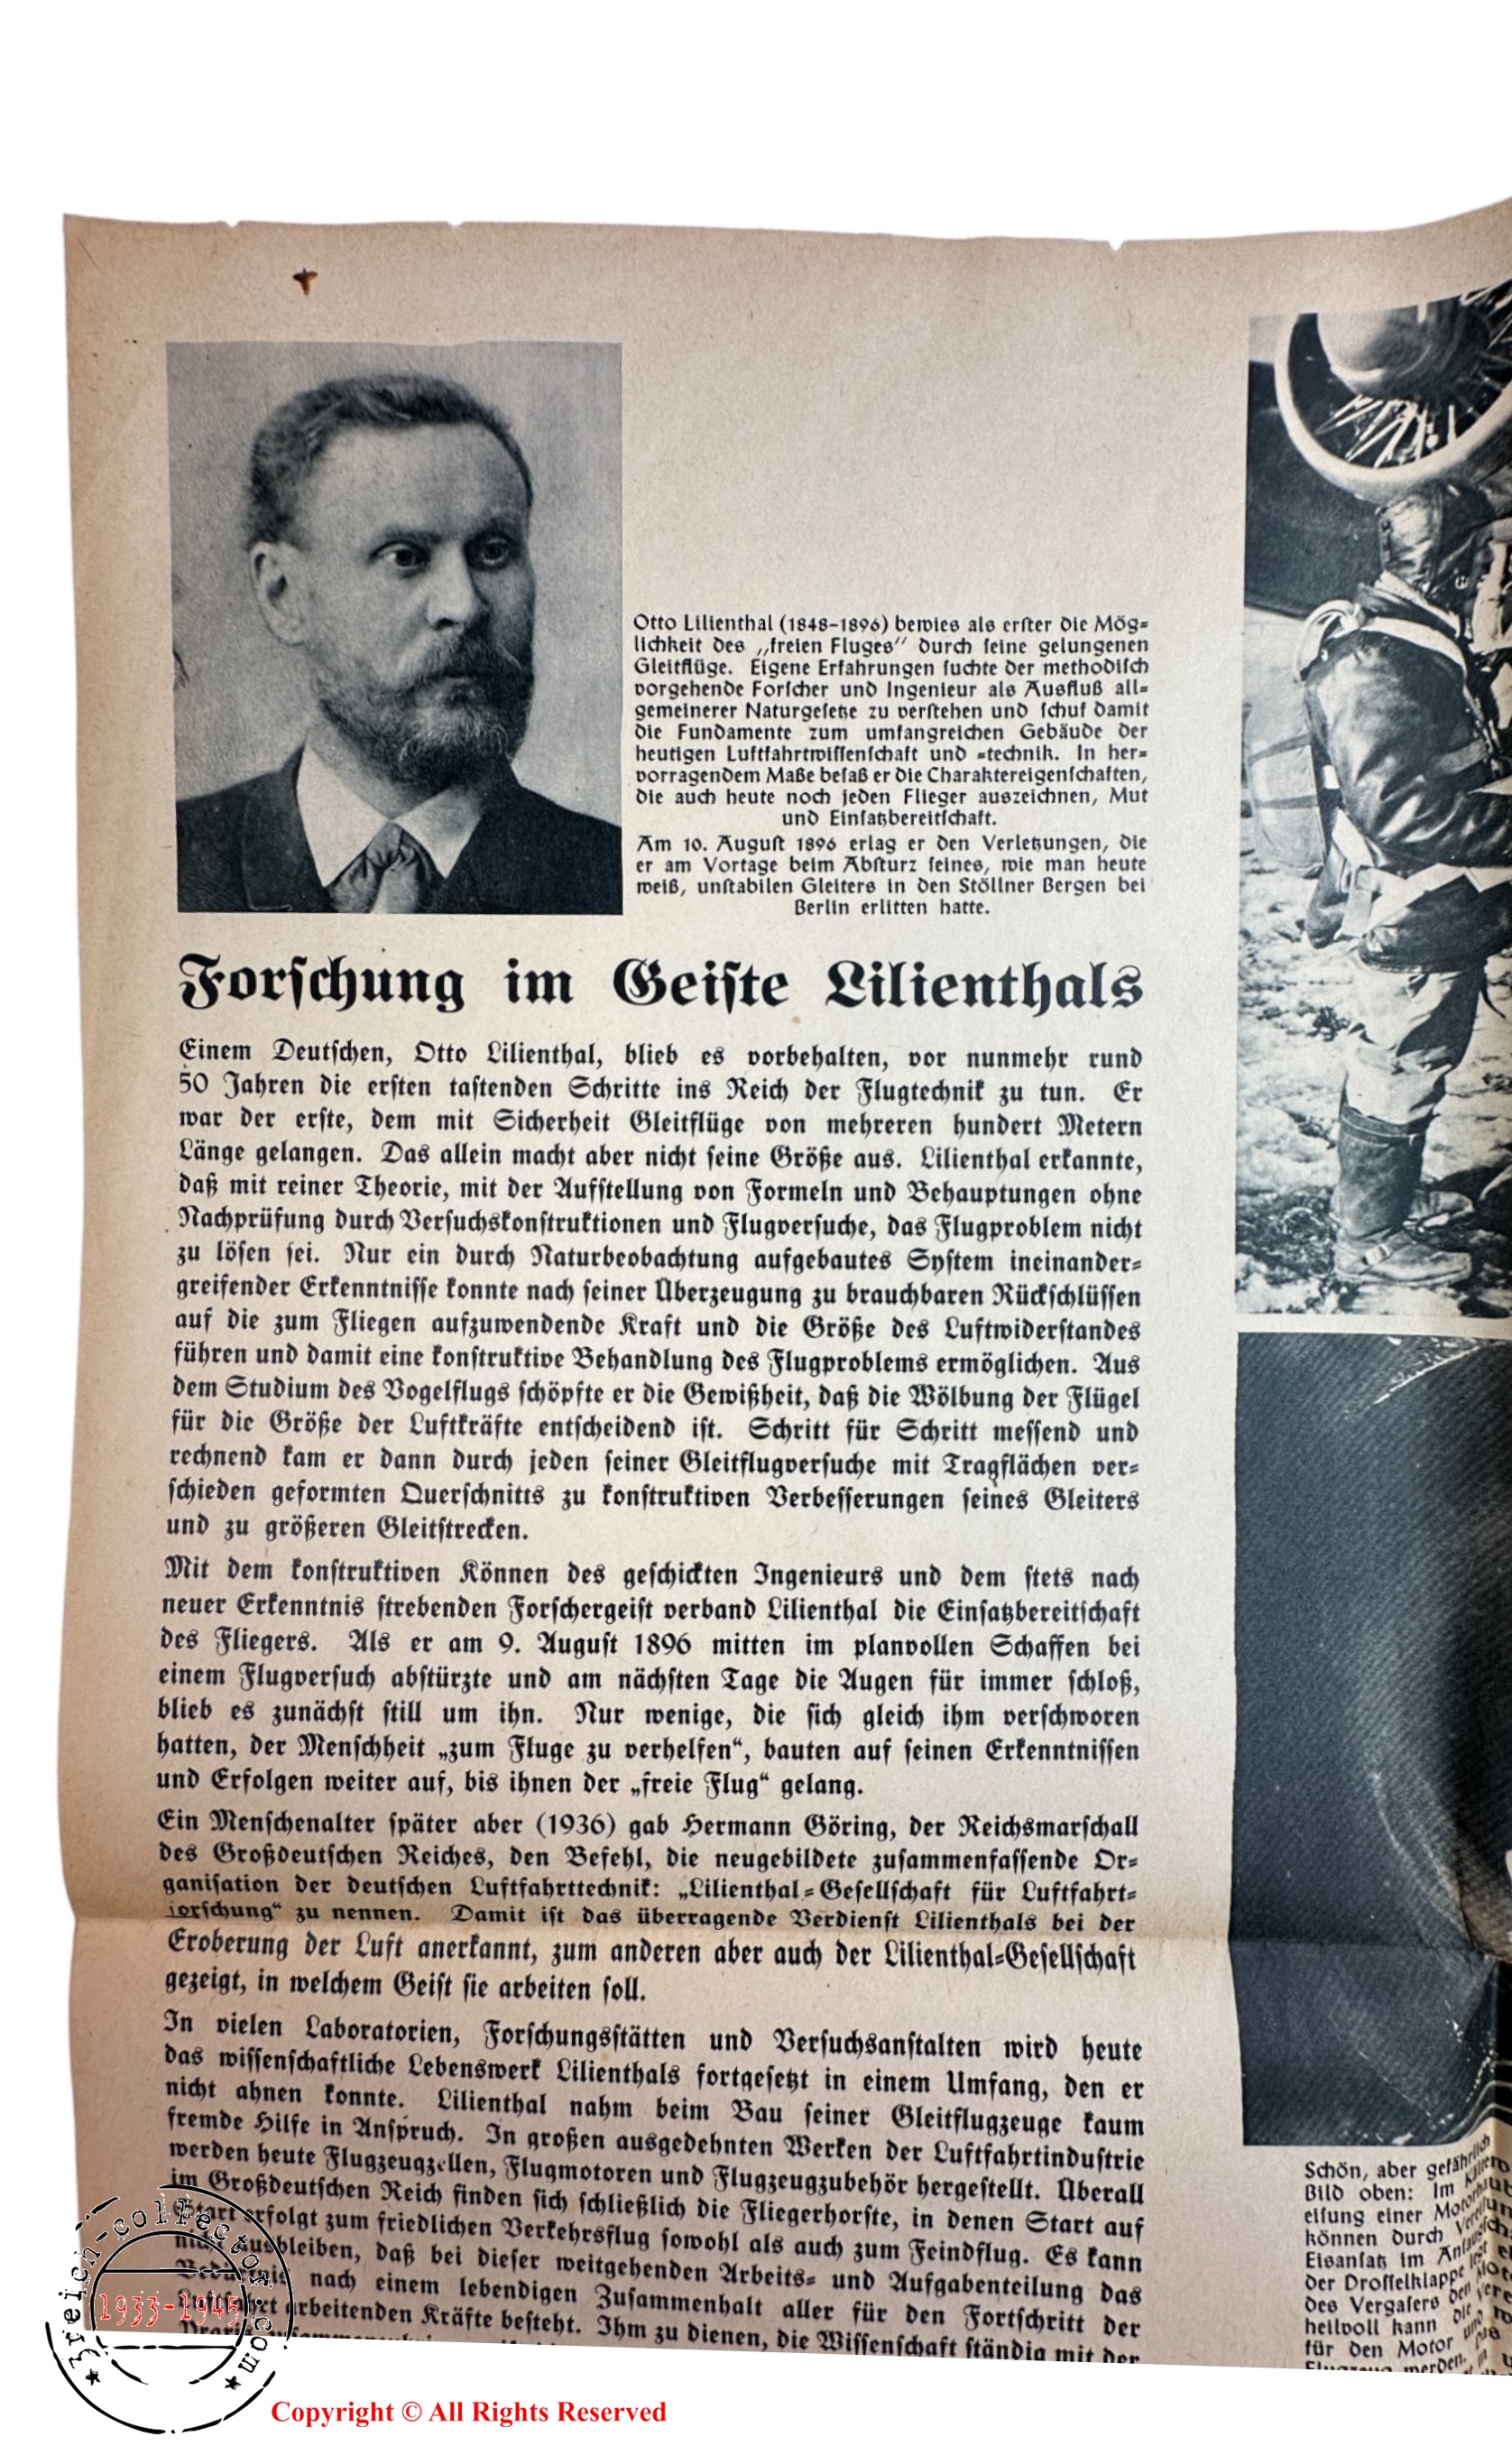 Otto Lilienthal (1848-1896) bewies als erster die Mög=
lichkeit des „freien Fluges“ durch seine gelungenen
Gleitflüge. Eigene Erfahrungen suchte der methodisch
vorgehende Forscher und Ingenieur als Ausfluß all=
gemeinerer Naturgesetze zu verstehen und schuf damit
die Fundamente zum umfangreichen Gebäude der
heutigen Luftfahrtwissenschaft und =technik. In her=
vorragendem Maße besaß er die Charaktereigenschaften,
die auch heute noch jeden Flieger auszeichnen, Mut
und Einsatzbereitschaft.
Am 10. August 1896 erlag er den Verletzungen, die
er am Vortage beim Absturz seines, wie man heute
weiß, unstabilen Gleiters in den Stöllner Bergen bei
Berlin erlitten hatte.
Forschung im Geiste Lilienthals
Einem Deutschen, Otto Lilienthal, blieb es vorbehalten, vor nunmehr rund
50 Jahren die ersten tastenden Schritte ins Reich der Flugtechnik zu tun. Er
war der erste, dem mit Sicherheit Gleitflüge von mehreren hundert Metern
Länge gelangen. Das allein macht aber nicht seine Größe aus. Lilienthal erkannte,
daß mit reiner Theorie, mit der Aufstellung von Formeln und Behauptungen ohne
Nachprüfung durch Versuchskonstruktionen und Flugversuche, das Flugproblem nicht
zu lösen sei. Nur ein durch Naturbeobachtung aufgebautes System ineinander=
greifender Erkenntnisse konnte nach seiner Überzeugung zu brauchbaren Rückschlüssen
auf die zum Fliegen aufzuwendende Kraft und die Größe des Luftwiderstandes
führen und damit eine konstruktive Behandlung des Flugproblems ermöglichen. Aus
dem Studium des Vogelflugs schöpfte er die Gewißheit, daß die Wölbung der Flügel
für die Größe der Luftkräfte entscheidend ist. Schritt für Schritt messend und
rechnend kam er dann durch jeden seiner Gleitflugversuche mit Tragflächen ver=
schieden geformten Querschnitts zu konstruktiven Verbesserungen seines Gleiters
und zu größeren Gleitstrecken.
Mit dem konstruktiven Können des geschickten Ingenieurs und dem stets nach
neuer Erkenntnis strebenden Forschergeist verband Lilienthal die Einsatzbereitschaft
des Fliegers. Als er am 9. August 1896 mitten im planvollen Schaffen bei
einem Flugversuch abstürzte und am nächsten Tage die Augen für immer schloß,
blieb es zunächst still um ihn. Nur wenige, die sich gleich ihm verschworen
hatten, der Menschheit „zum Fluge zu verhelfen“, bauten auf seinen Erkenntnissen
und Erfolgen weiter auf, bis ihnen der „freie Flug“ gelang.
Ein Menschenalter später aber (1936) gab Hermann Göring, der Reichsmarschall
des Großdeutschen Reiches, den Befehl, die neugebildete zusammenfassende Or=
ganisation der deutschen Luftfahrttechnik: „Lilienthal=Gesellschaft für Luftfahrt=
forschung“ zu nennen. Damit ist das überragende Verdienst Lilienthals bei der
Eroberung der Luft anerkannt, zum anderen aber auch der Lilienthal=Gesellschaft
gezeigt, in welchem Geist sie arbeiten soll.
In vielen Laboratorien, Forschungsstätten und Versuchsanstalten wird heute
das wissenschaftliche Lebenswerk Lilienthals fortgesetzt in einem Umfang, den er
nicht ahnen konnte. Lilienthal nahm beim Bau seiner Gleitflugzeuge kaum
fremde Hilfe in Anspruch. In großen ausgedehnten Werken der Luftfahrtindustrie
werden heute Flugzeugzellen, Flugmotoren und Flugzeugzubehör hergestellt. Überall
im Großdeutschen Reich finden sich schließlich die Fliegerhorste, in denen Start auf
Start erfolgt zum friedlichen Verkehrsflug sowohl als auch zum Feindflug. Es kann
nicht ausbleiben, daß bei dieser weitgehenden Arbeits= und Aufgabenteilung das
nach einem lebendigen Zusammenhalt aller für den Fortschritt der
arbeitenden Kräfte besteht. Ihm zu dienen, die Wissenschaft ständig mit der
Schön, aber gefährlich
Bild oben: Im
eisung einer
können durch
Eisansatz im
der Drosselklappe
des Vergasers den
heilvoll kann die
für den Motor
werden.
3reich-collector.com
1933-1945
Copyright © All Rights Reserved